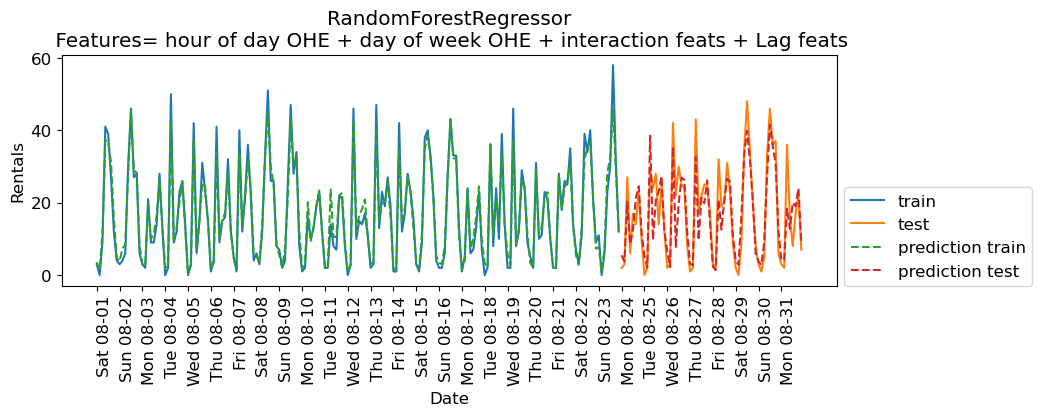 RandomForestRegressor
Features= hour of day OHE + day of week OHE + interaction feats + Lag feats
Rentals
60
40
20
0
Sat 08-01
Sun 08-02
Mon 08-03
Tue 08-04
Wed 08-05
Thu 08-06
Fri 08-07
Sat 08-08
Sun 08-09
Mon 08-10
Tue 08-11
Wed 08-12
Thu 08-13
Fri 08-14
Sat 08-15
Sun 08-16
Mon 08-17
Tue 08-18
Wed 08-19
Thu 08-20
Fri 08-21
Sat 08-22
Sun 08-23
Mon 08-24
Tue 08-25
Wed 08-26
Thu 08-27
Fri 08-28
Sat 08-29
Sun 08-30
Mon 08-31
Date
train
test
prediction train
prediction test